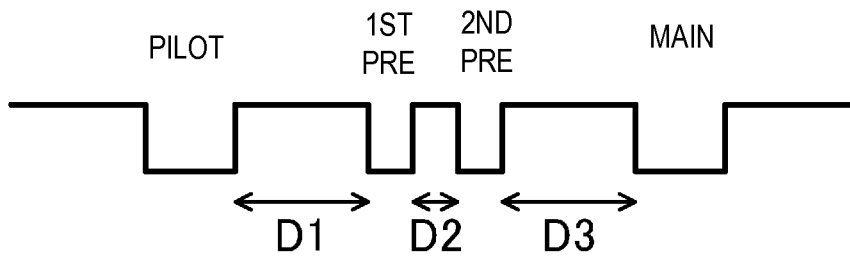 PILOT
1ST
PRE
2ND
PRE
MAIN
D1
D2
D3